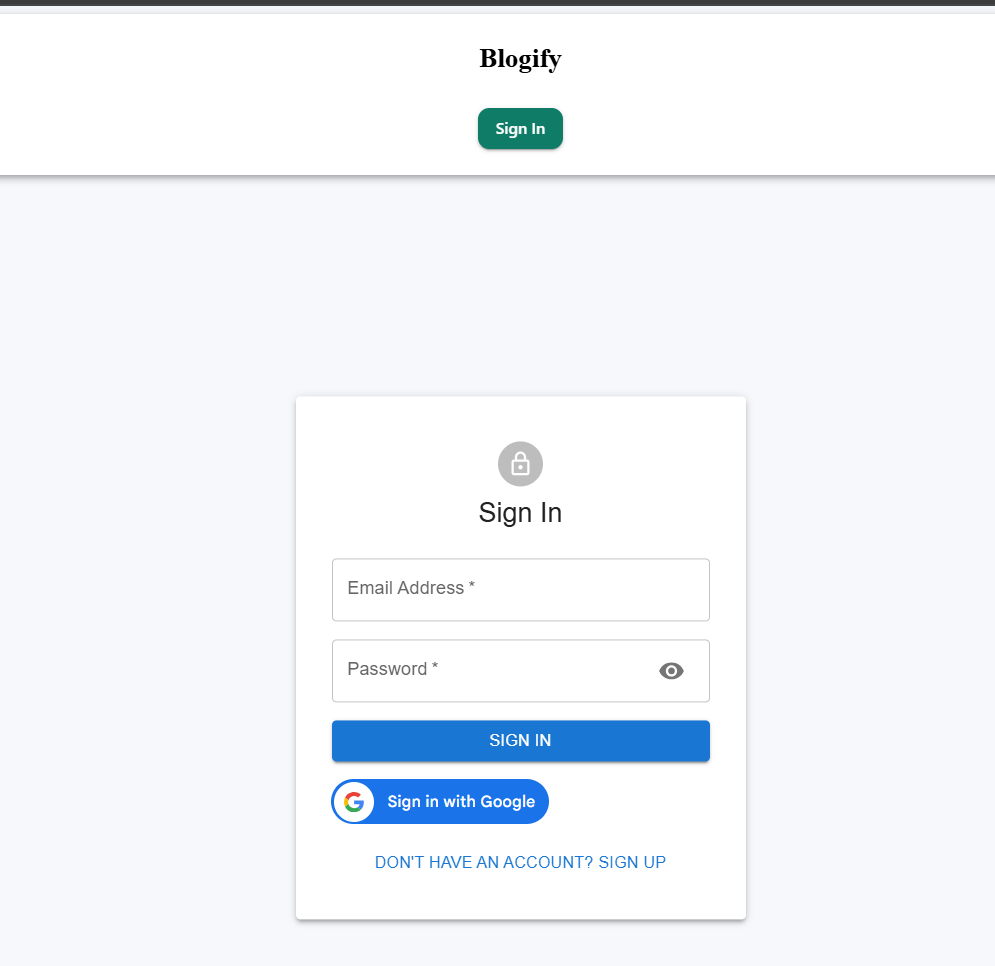 Blogify
Sign In
Sign In
Email Address *
Password *
SIGN IN
Sign in with Google
DON'T HAVE AN ACCOUNT? SIGN UP